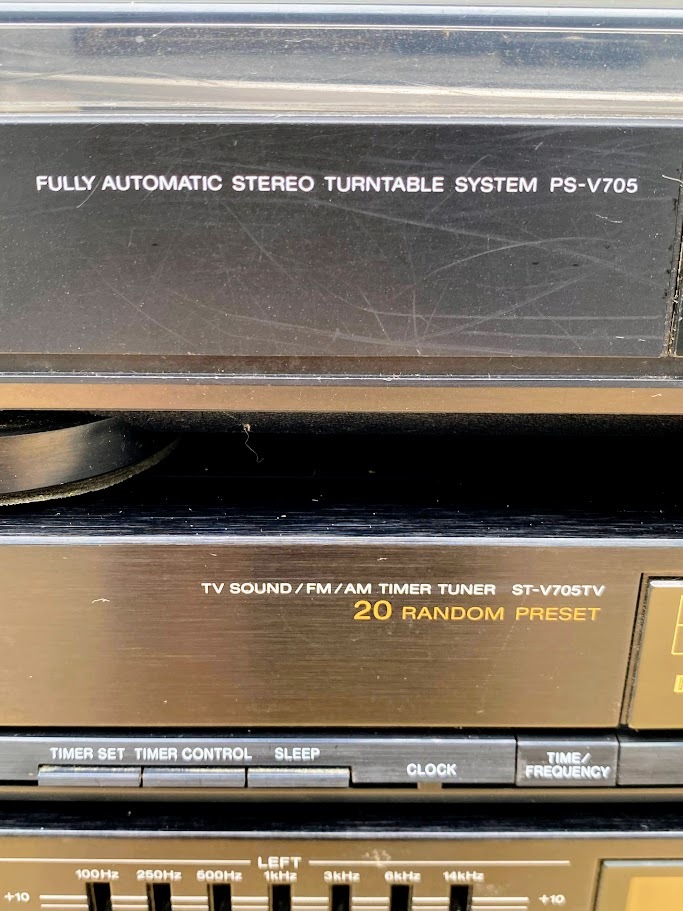 FULLY AUTOMATIC STEREO TURNTABLE SYSTEM PS-V705
TV SOUND/FM/AM TIMER TUNER ST-V705TV
20 RANDOM PRESET
TIMER SET TIMER CONTROL SLEEP
CLOCK
TIME/
FREQUENCY
LEFT
100Hz 250Hz 500Hz 1kHz 3kHz 6kHz 14kHz
+10 +10